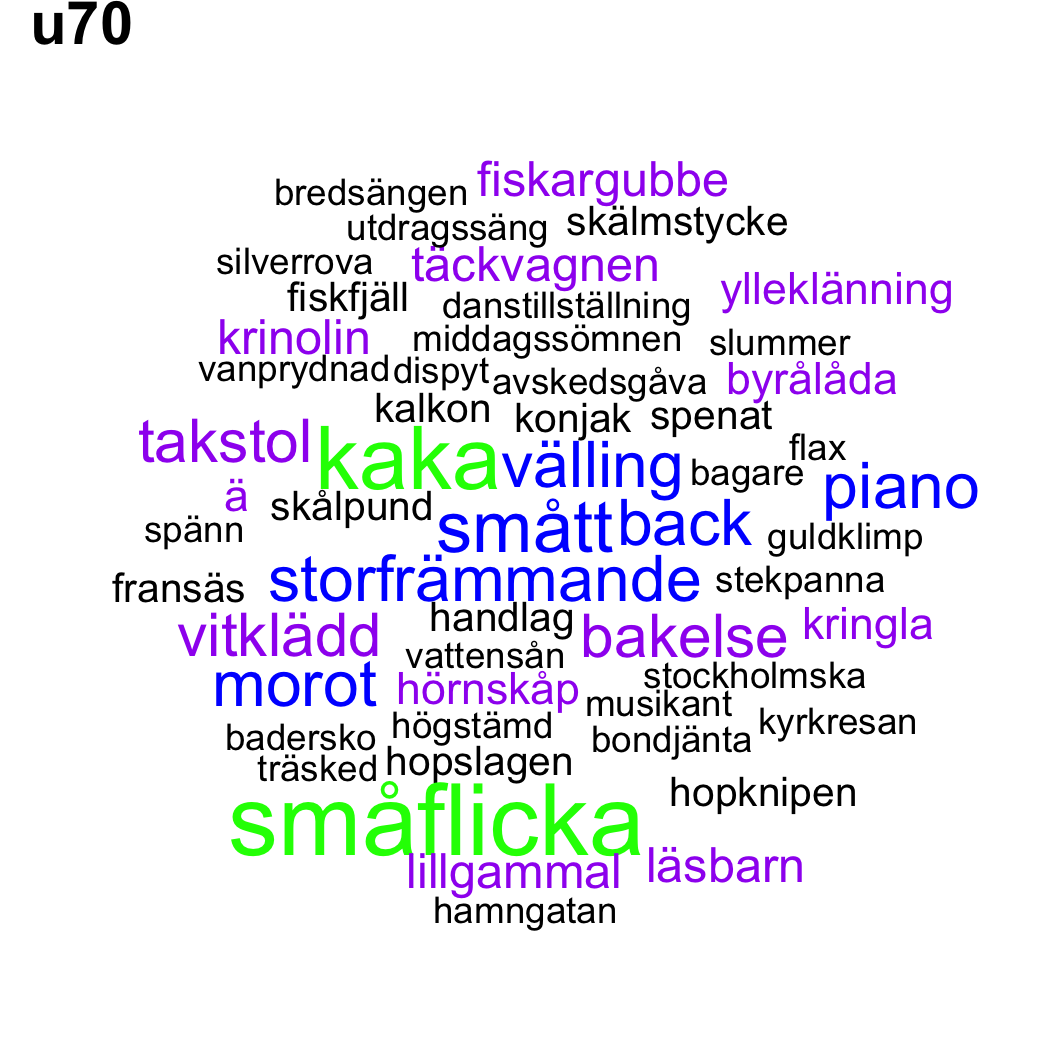 u70
fiskargubbe
bredsängen
utdragssäng skälmstycke
silverrova täckvagnen
ylleklänning
fiskfjäll danstillställning
krinolin middagssömnen slummer
vanprydnad dispyt avskedsgåva byrålåda
kalkon konjak spenat
takstol kaka välling bagare flax
piano
ä skålpund smått back
spänn guldklimp
fransäs storfrämmande stekpanna
handlag
vitklädd bakelse kringla
vattensån
morot hörnskåp stockholmska
musikant
badersko högstämd bondjänta kyrkresan
träsked hopslagen
hopknipen
småflicka
lillgammal läsbarn
hamngatan